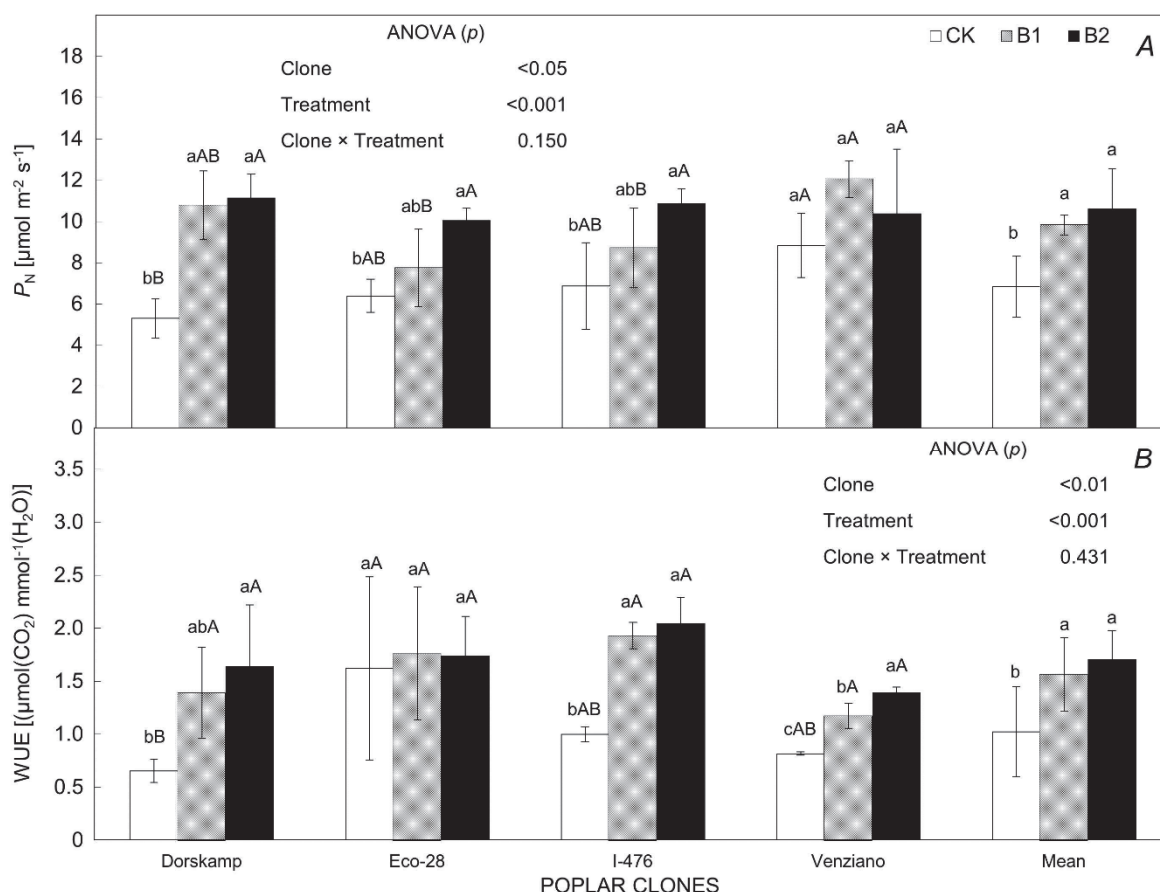 ANOVA (p)
CK B1 B2 A
Clone <0.05
Treatment <0.001
Clone × Treatment 0.150
18
16
14
12
10
8
6
4
2
0
P_N [µmol m⁻² s⁻¹]
bB aAB aA
bAB abB aA
bAB abB aA
aA aA aA
b a a
ANOVA (p) B
Clone <0.01
Treatment <0.001
Clone × Treatment 0.431
3.5
3.0
2.5
2.0
1.5
1.0
0.5
0
WUE [(µmol(CO₂) mmol⁻¹(H₂O)]
bB abA aA
aA aA aA
bAB aA aA
cAB bA aA
b a a
Dorskamp Eco-28 I-476 Venziano Mean
POPLAR CLONES